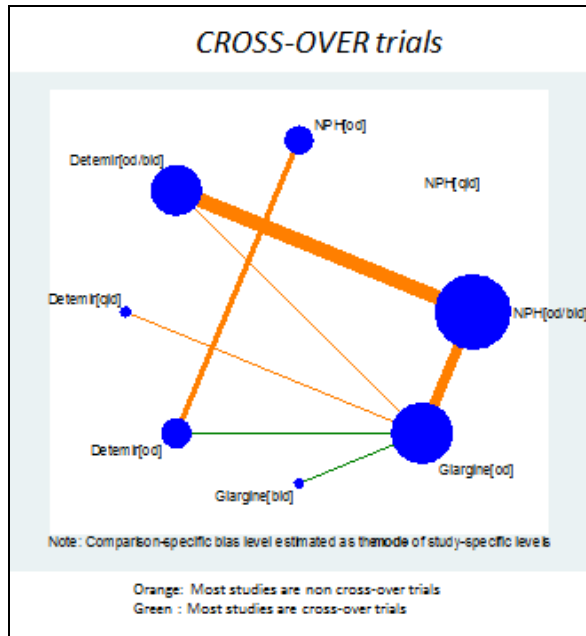 CROSS-OVER trials
NPH[od]
Detemir[od/bid]
NPH[qid]
Detemir[qid]
NPH[od/bid]
Detemir[od]
Glargine[od]
Glargine[bid]
Note: Comparison-specific bias level estimated as themode of study-specific levels
Orange: Most studies are non cross-over trials
Green : Most studies are cross-over trials